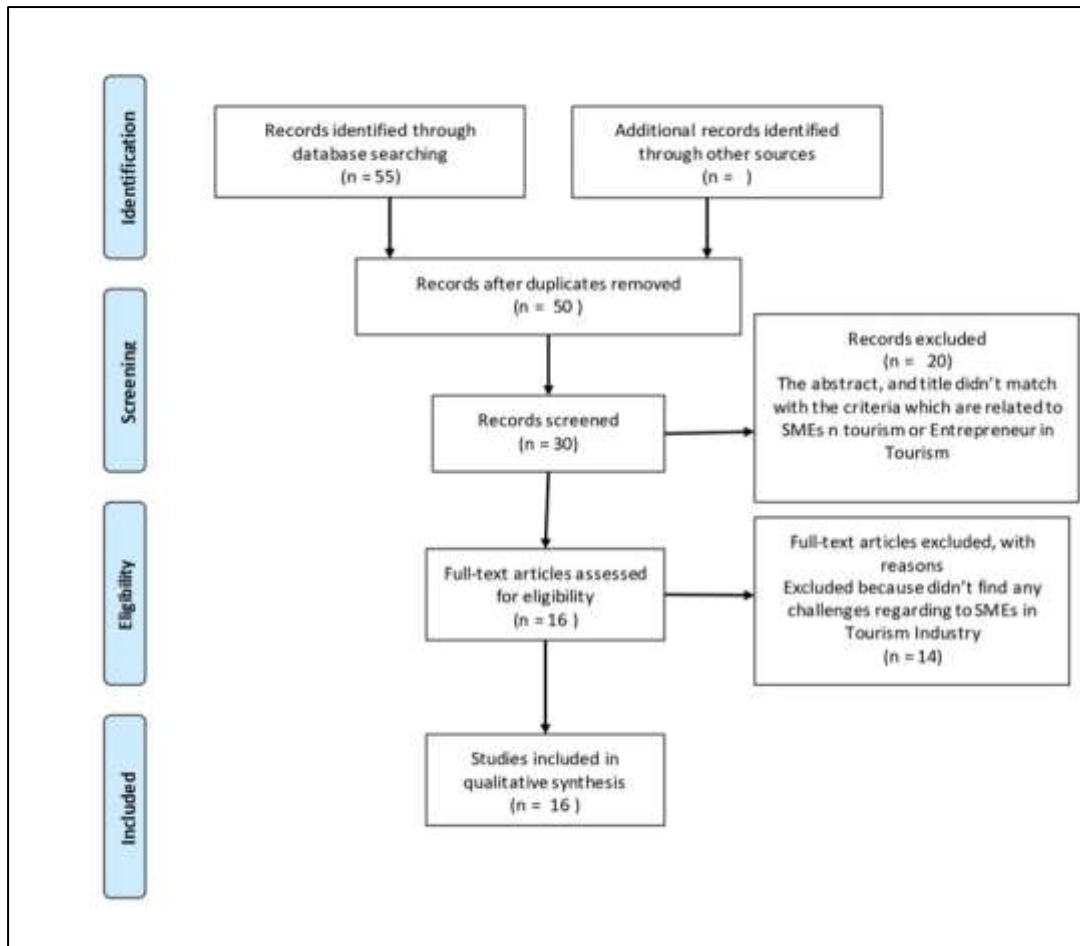 Identification
Records identified through
database searching
(n = 55)
Additional records identified
through other sources
(n =   )
Records after duplicates removed
(n =  50 )
Screening
Records excluded
(n =   20)
The abstract, and title didn't match
with the criteria which are related to
SMEs n tourism or Entrepreneur in
Tourism
Records screened
(n = 30)
Eligibility
Full-text articles assessed
for eligibility
(n = 16 )
Full-text articles excluded, with
reasons
Excluded because didn't find any
challenges regarding to SMEs in
Tourism Industry
(n = 14)
Included
Studies included in
qualitative synthesis
(n =  16 )